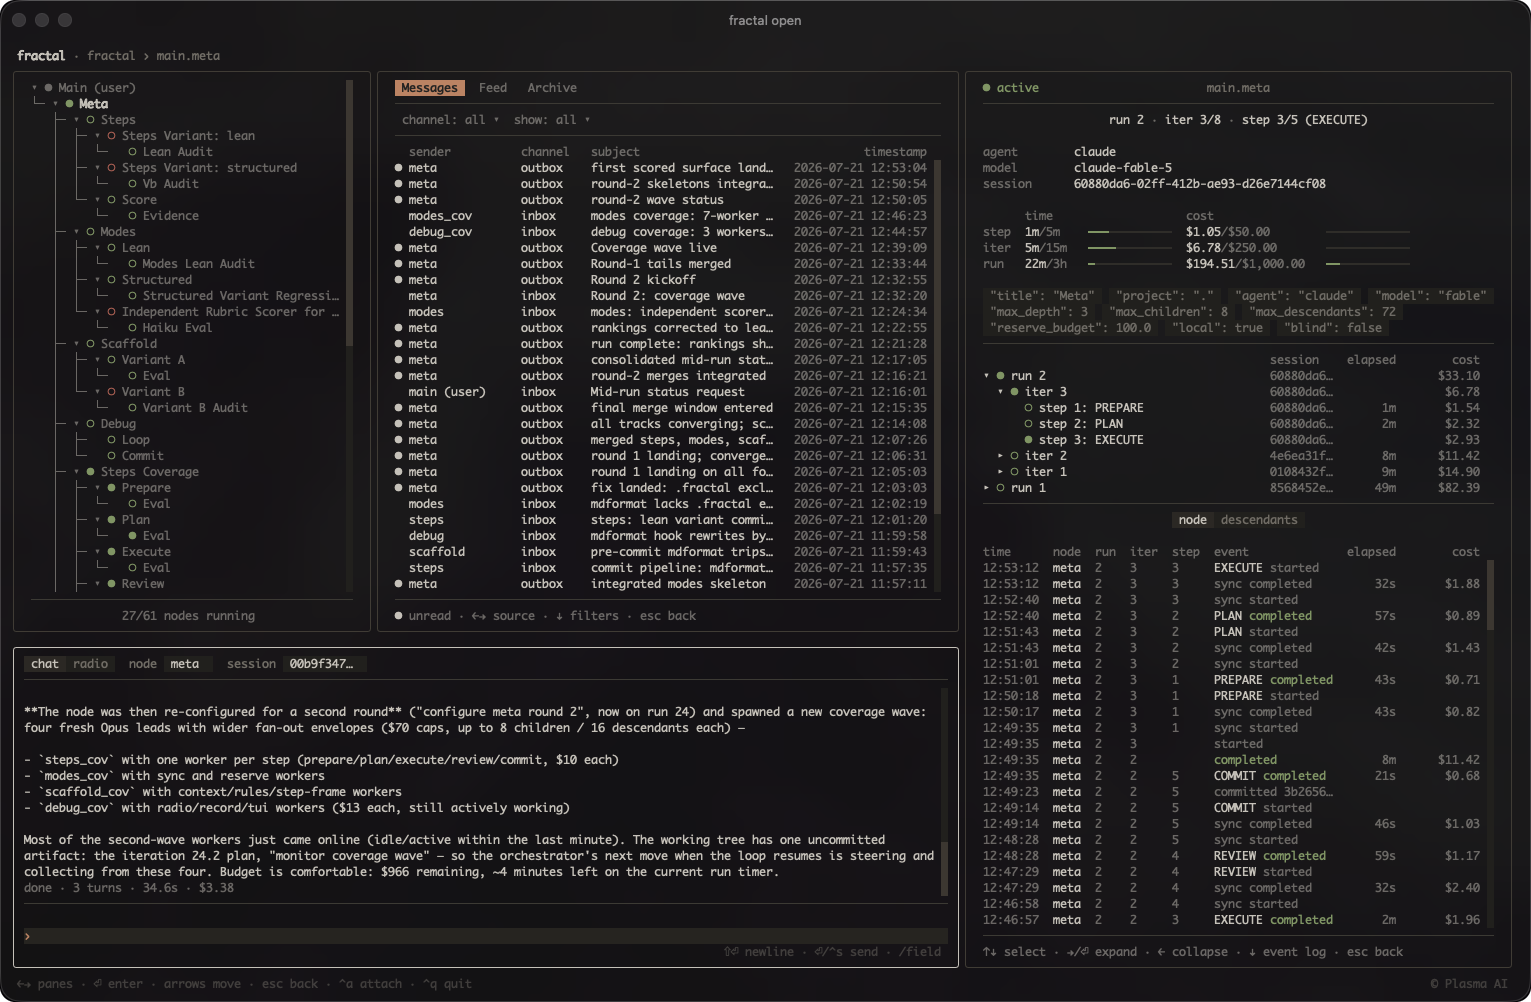 fractal open
fractal · fractal › main.meta
▾ ● Main (user)
▾ ● Meta
▾ ○ Steps
▾ ○ Steps Variant: lean
○ Lean Audit
▾ ○ Steps Variant: structured
○ Vb Audit
▾ ○ Score
○ Evidence
▾ ○ Modes
▾ ○ Lean
○ Modes Lean Audit
▾ ○ Structured
○ Structured Variant Regressi…
▾ ○ Independent Rubric Scorer for …
○ Haiku Eval
▾ ○ Scaffold
▾ ○ Variant A
○ Eval
▾ ○ Variant B
○ Variant B Audit
▾ ○ Debug
○ Loop
○ Commit
▾ ● Steps Coverage
▾ ● Prepare
○ Eval
▾ ● Plan
● Eval
▾ ● Execute
○ Eval
▾ ● Review
27/61 nodes running
Messages Feed Archive
channel: all ▾ show: all ▾
sender channel subject timestamp
● meta outbox first scored surface land… 2026-07-21 12:53:04
● meta outbox round-2 skeletons integra… 2026-07-21 12:50:54
● meta outbox round-2 wave status 2026-07-21 12:50:05
modes_cov inbox modes coverage: 7-worker … 2026-07-21 12:46:23
debug_cov inbox debug coverage: 3 workers… 2026-07-21 12:44:57
● meta outbox Coverage wave live 2026-07-21 12:39:09
● meta outbox Round-1 tails merged 2026-07-21 12:33:44
● meta outbox Round 2 kickoff 2026-07-21 12:32:55
meta inbox Round 2: coverage wave 2026-07-21 12:32:20
modes inbox modes: independent scorer… 2026-07-21 12:24:34
● meta outbox rankings corrected to lea… 2026-07-21 12:22:55
● meta outbox run complete: rankings sh… 2026-07-21 12:21:28
● meta outbox consolidated mid-run stat… 2026-07-21 12:17:05
● meta outbox round-2 merges integrated 2026-07-21 12:16:21
main (user) inbox Mid-run status request 2026-07-21 12:16:01
● meta outbox final merge window entered 2026-07-21 12:15:35
● meta outbox all tracks converging; sc… 2026-07-21 12:14:08
● meta outbox merged steps, modes, scaf… 2026-07-21 12:07:26
● meta outbox round 1 landing; converge… 2026-07-21 12:06:31
● meta outbox round 1 landing on all fo… 2026-07-21 12:05:03
● meta outbox fix landed: .fractal excl… 2026-07-21 12:03:03
modes inbox mdformat lacks .fractal e… 2026-07-21 12:02:19
steps inbox steps: lean variant commi… 2026-07-21 12:01:20
debug inbox mdformat hook rewrites by… 2026-07-21 11:59:58
scaffold inbox pre-commit mdformat trips… 2026-07-21 11:59:43
steps inbox commit pipeline: mdformat… 2026-07-21 11:57:35
● meta outbox integrated modes skeleton 2026-07-21 11:57:11
● unread · ↔ source · ↓ filters · esc back
● active main.meta
run 2 · iter 3/8 · step 3/5 (EXECUTE)
agent claude
model claude-fable-5
session 60880da6-02ff-412b-ae93-d26e7144cf08
time cost
step 1m/5m $1.05/$50.00
iter 5m/15m $6.78/$250.00
run 22m/3h $194.51/$1,000.00
"title": "Meta" "project": "." "agent": "claude" "model": "fable"
"max_depth": 3 "max_children": 8 "max_descendants": 72
"reserve_budget": 100.0 "local": true "blind": false
session elapsed cost
▾ ● run 2 60880da6… $33.10
▾ ● iter 3 60880da6… $6.78
○ step 1: PREPARE 60880da6… 1m $1.54
○ step 2: PLAN 60880da6… 2m $2.32
● step 3: EXECUTE 60880da6… $2.93
▸ ○ iter 2 4e6ea31f… 8m $11.42
▸ ○ iter 1 0108432f… 9m $14.90
▸ ○ run 1 8568452e… 49m $82.39
node descendants
time node run iter step event elapsed cost
12:53:12 meta 2 3 3 EXECUTE started
12:53:12 meta 2 3 3 sync completed 32s $1.88
12:52:40 meta 2 3 3 sync started
12:52:40 meta 2 3 2 PLAN completed 57s $0.89
12:51:43 meta 2 3 2 PLAN started
12:51:43 meta 2 3 2 sync completed 42s $1.43
12:51:01 meta 2 3 2 sync started
12:51:01 meta 2 3 1 PREPARE completed 43s $0.71
12:50:18 meta 2 3 1 PREPARE started
12:50:17 meta 2 3 1 sync completed 43s $0.82
12:49:35 meta 2 3 1 sync started
12:49:35 meta 2 3 started
12:49:35 meta 2 2 completed 8m $11.42
12:49:35 meta 2 2 5 COMMIT completed 21s $0.68
12:49:23 meta 2 2 5 committed 3b2656…
12:49:14 meta 2 2 5 COMMIT started
12:49:14 meta 2 2 5 sync completed 46s $1.03
12:48:28 meta 2 2 5 sync started
12:48:28 meta 2 2 4 REVIEW completed 59s $1.17
12:47:29 meta 2 2 4 REVIEW started
12:47:29 meta 2 2 4 sync completed 32s $2.40
12:46:58 meta 2 2 4 sync started
12:46:57 meta 2 2 3 EXECUTE completed 2m $1.96
↑↓ select · →/⏎ expand · ← collapse · ↓ event log · esc back
chat radio node meta session 00b9f347…
**The node was then re-configured for a second round** ("configure meta round 2", now on run 24) and spawned a new coverage wave:
four fresh Opus leads with wider fan-out envelopes ($70 caps, up to 8 children / 16 descendants each) —
- `steps_cov` with one worker per step (prepare/plan/execute/review/commit, $10 each)
- `modes_cov` with sync and reserve workers
- `scaffold_cov` with context/rules/step-frame workers
- `debug_cov` with radio/record/tui workers ($13 each, still actively working)
Most of the second-wave workers just came online (idle/active within the last minute). The working tree has one uncommitted
artifact: the iteration 24.2 plan, "monitor coverage wave" — so the orchestrator's next move when the loop resumes is steering and
collecting from these four. Budget is comfortable: $966 remaining, ~4 minutes left on the current run timer.
done · 3 turns · 34.6s · $3.38
›
⇧⏎ newline · ⏎/^s send · /field
↔ panes · ⏎ enter · arrows move · esc back · ^a attach · ^q quit
© Plasma AI